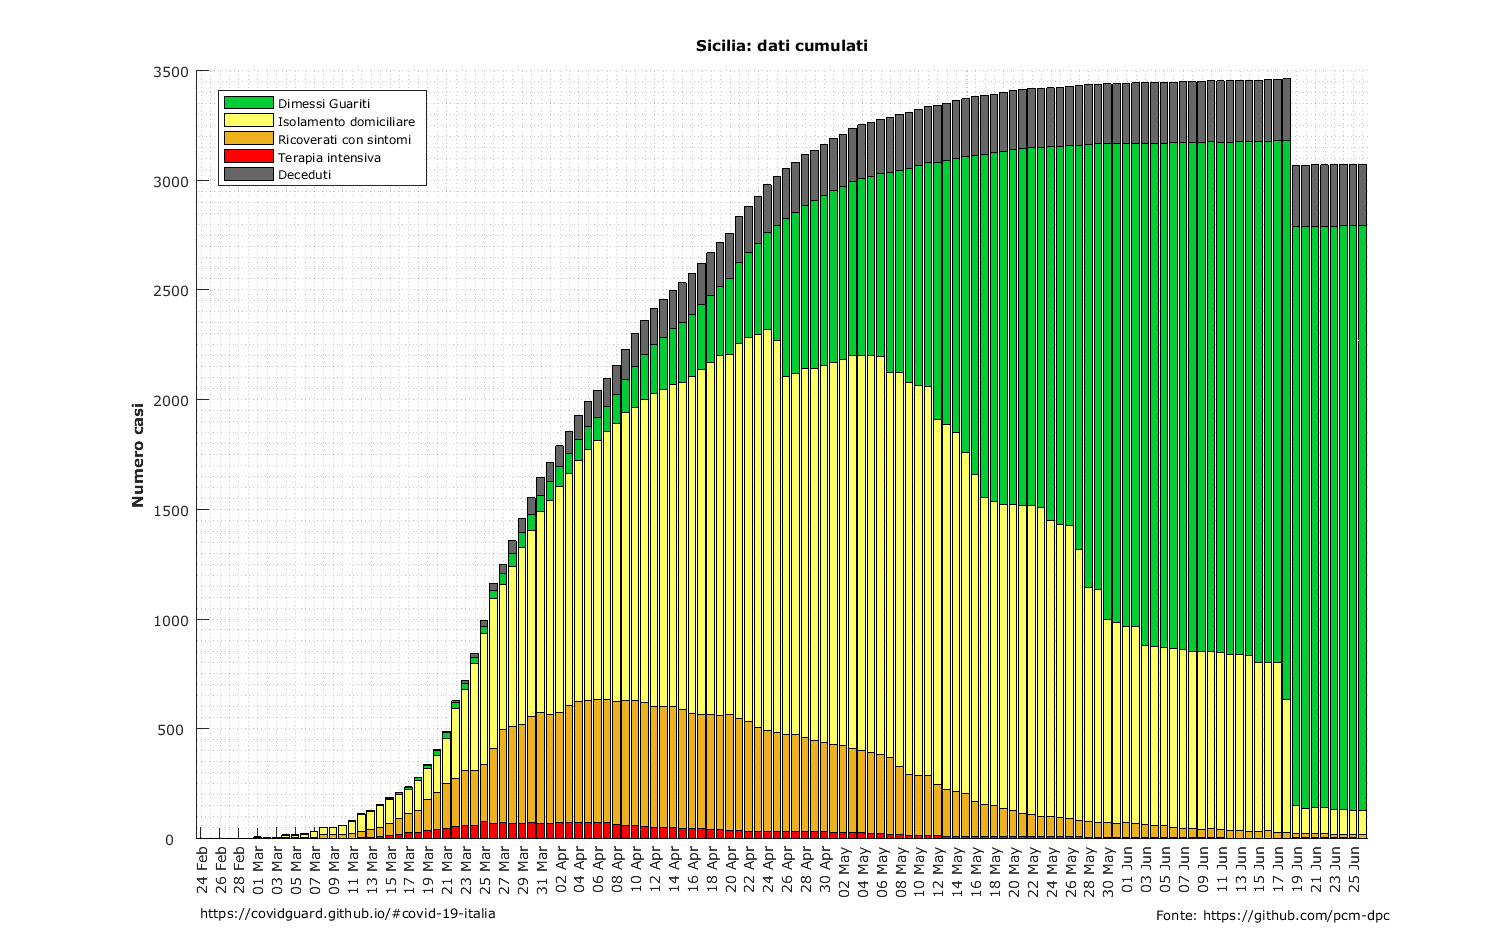 Sicilia: dati cumulati
3500
3000
2500
2000
1500
1000
500
0
Numero casi
Dimessi Guariti
Isolamento domiciliare
Ricoverati con sintomi
Terapia intensiva
Deceduti
24 Feb
26 Feb
28 Feb
01 Mar
03 Mar
05 Mar
07 Mar
09 Mar
11 Mar
13 Mar
15 Mar
17 Mar
19 Mar
21 Mar
23 Mar
25 Mar
27 Mar
29 Mar
31 Mar
02 Apr
04 Apr
06 Apr
08 Apr
10 Apr
12 Apr
14 Apr
16 Apr
18 Apr
20 Apr
22 Apr
24 Apr
26 Apr
28 Apr
30 Apr
02 May
04 May
06 May
08 May
10 May
12 May
14 May
16 May
18 May
20 May
22 May
24 May
26 May
28 May
30 May
01 Jun
03 Jun
05 Jun
07 Jun
09 Jun
11 Jun
13 Jun
15 Jun
17 Jun
19 Jun
21 Jun
23 Jun
25 Jun
https://covidguard.github.io/#covid-19-italia
Fonte: https://github.com/pcm-dpc